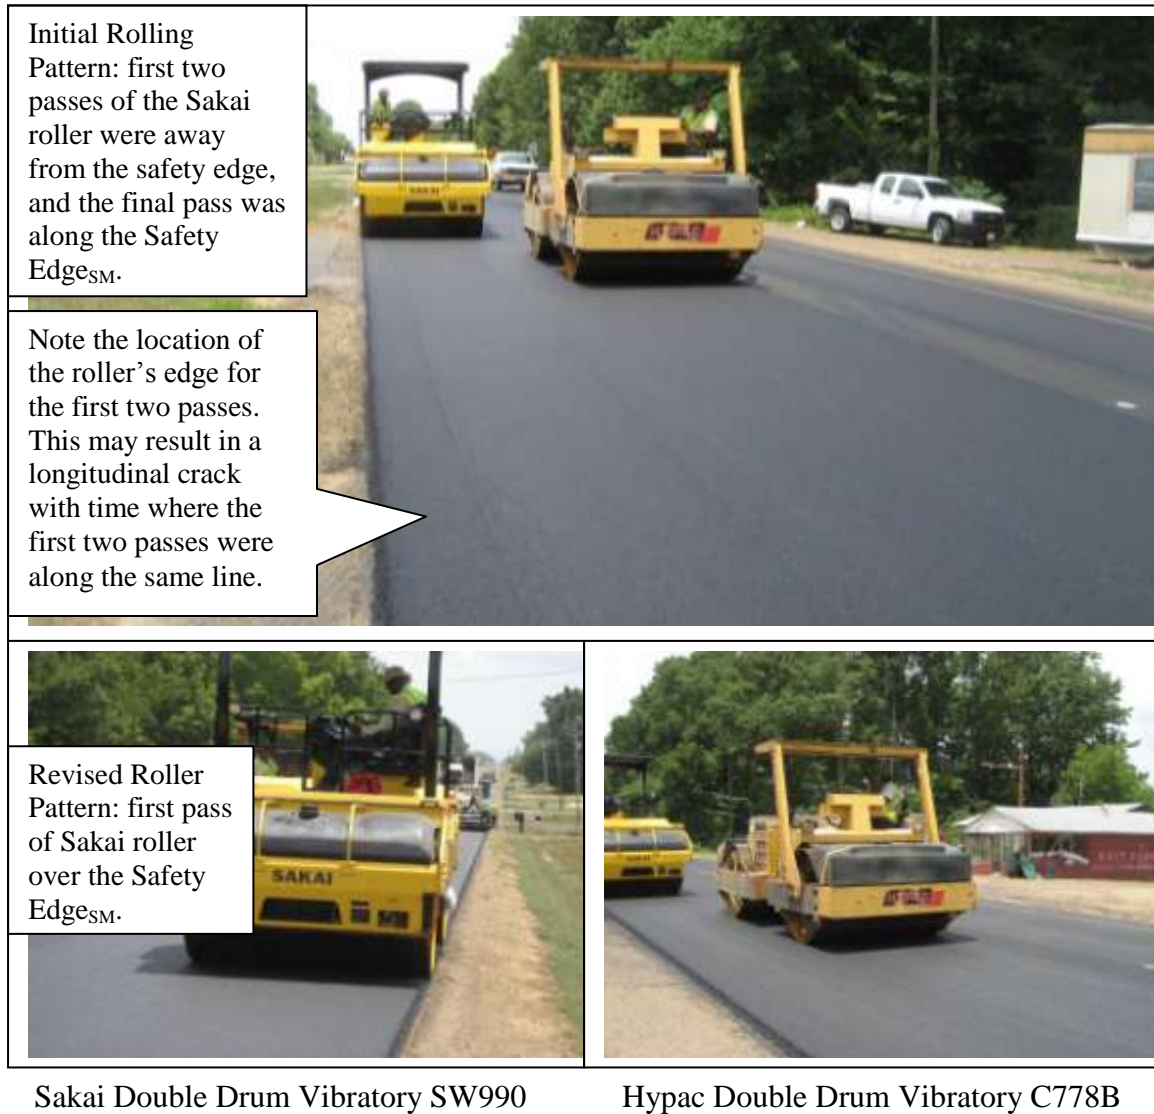 Initial Rolling
Pattern: first two
passes of the Sakai
roller were away
from the safety edge,
and the final pass was
along the Safety
EdgeSM.
Note the location of
the roller’s edge for
the first two passes.
This may result in a
longitudinal crack
with time where the
first two passes were
along the same line.
SAKAI
Revised Roller
Pattern: first pass
of Sakai roller
over the Safety
EdgeSM.
SAKAI
Sakai Double Drum Vibratory SW990
Hypac Double Drum Vibratory C778B